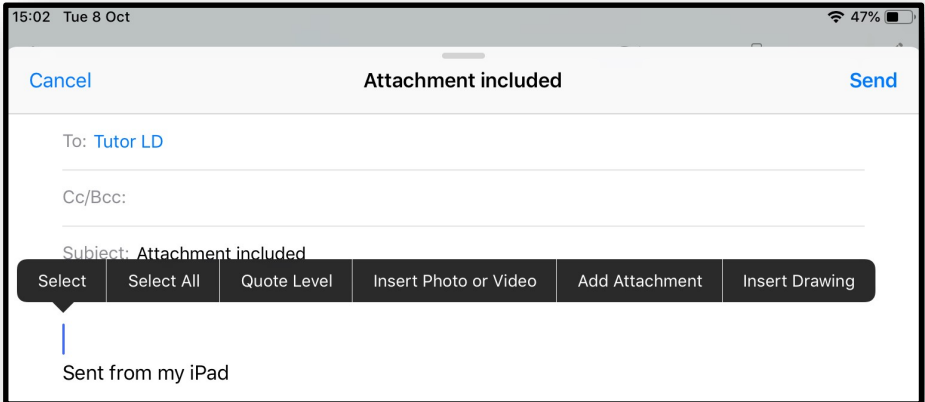 15:02 Tue 8 Oct 47%
Cancel Attachment included Send
To: Tutor LD
Cc/Bcc:
Subject: Attachment included
Select Select All Quote Level Insert Photo or Video Add Attachment Insert Drawing
Sent from my iPad